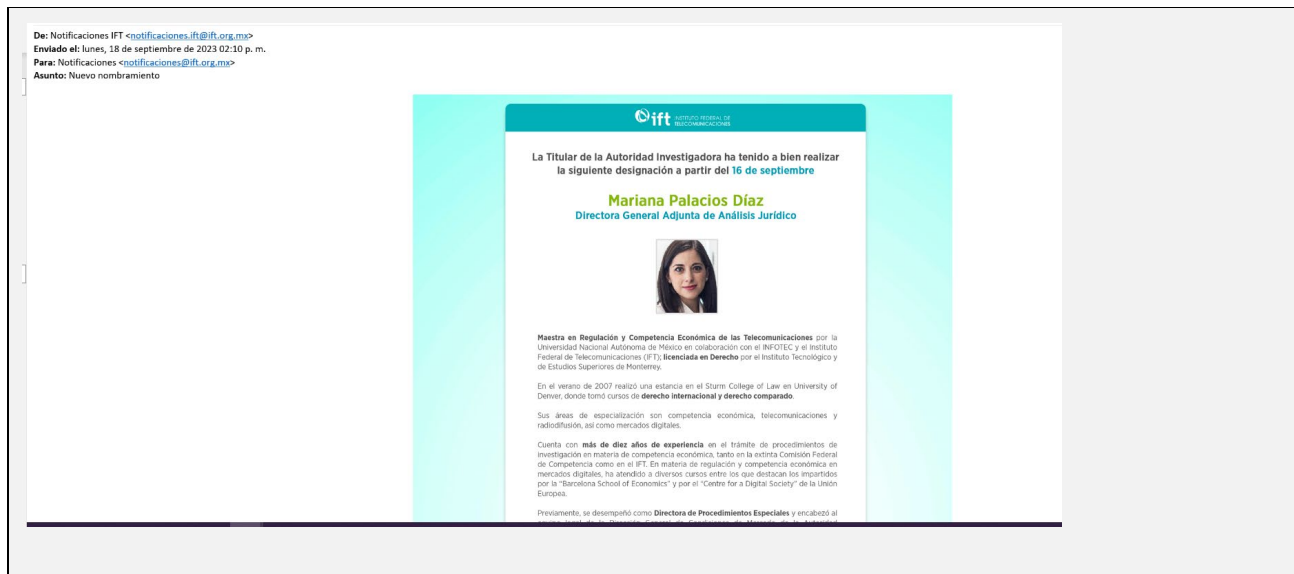 De: Notificaciones IFT <notificaciones.ift@ift.org.mx>
Enviado el: lunes, 18 de septiembre de 2023 02:10 p. m.
Para: Notificaciones <notificaciones@ift.org.mx>
Asunto: Nuevo nombramiento
ift INSTITUTO FEDERAL DE
TELECOMUNICACIONES
La Titular de la Autoridad Investigadora ha tenido a bien realizar
la siguiente designación a partir del 16 de septiembre
Mariana Palacios Díaz
Directora General Adjunta de Análisis Jurídico
Maestra en Regulación y Competencia Económica de las Telecomunicaciones por la
Universidad Nacional Autónoma de México en colaboración con el INFOTEC y el Instituto
Federal de Telecomunicaciones (IFT); licenciada en Derecho por el Instituto Tecnológico y
de Estudios Superiores de Monterrey.
En el verano de 2007 realizó una estancia en el Sturm College of Law en University of
Denver, donde tomó cursos de derecho internacional y derecho comparado.
Sus áreas de especialización son competencia económica, telecomunicaciones y
radiodifusión, así como mercados digitales.
Cuenta con más de diez años de experiencia en el trámite de procedimientos de
investigación en materia de competencia económica, tanto en la extinta Comisión Federal
de Competencia como en el IFT. En materia de regulación y competencia económica en
mercados digitales, ha atendido a diversos cursos entre los que destacan los impartidos
por la "Barcelona School of Economics" y por el "Centre for a Digital Society" de la Unión
Europea.
Previamente, se desempeñó como Directora de Procedimientos Especiales y encabezó al